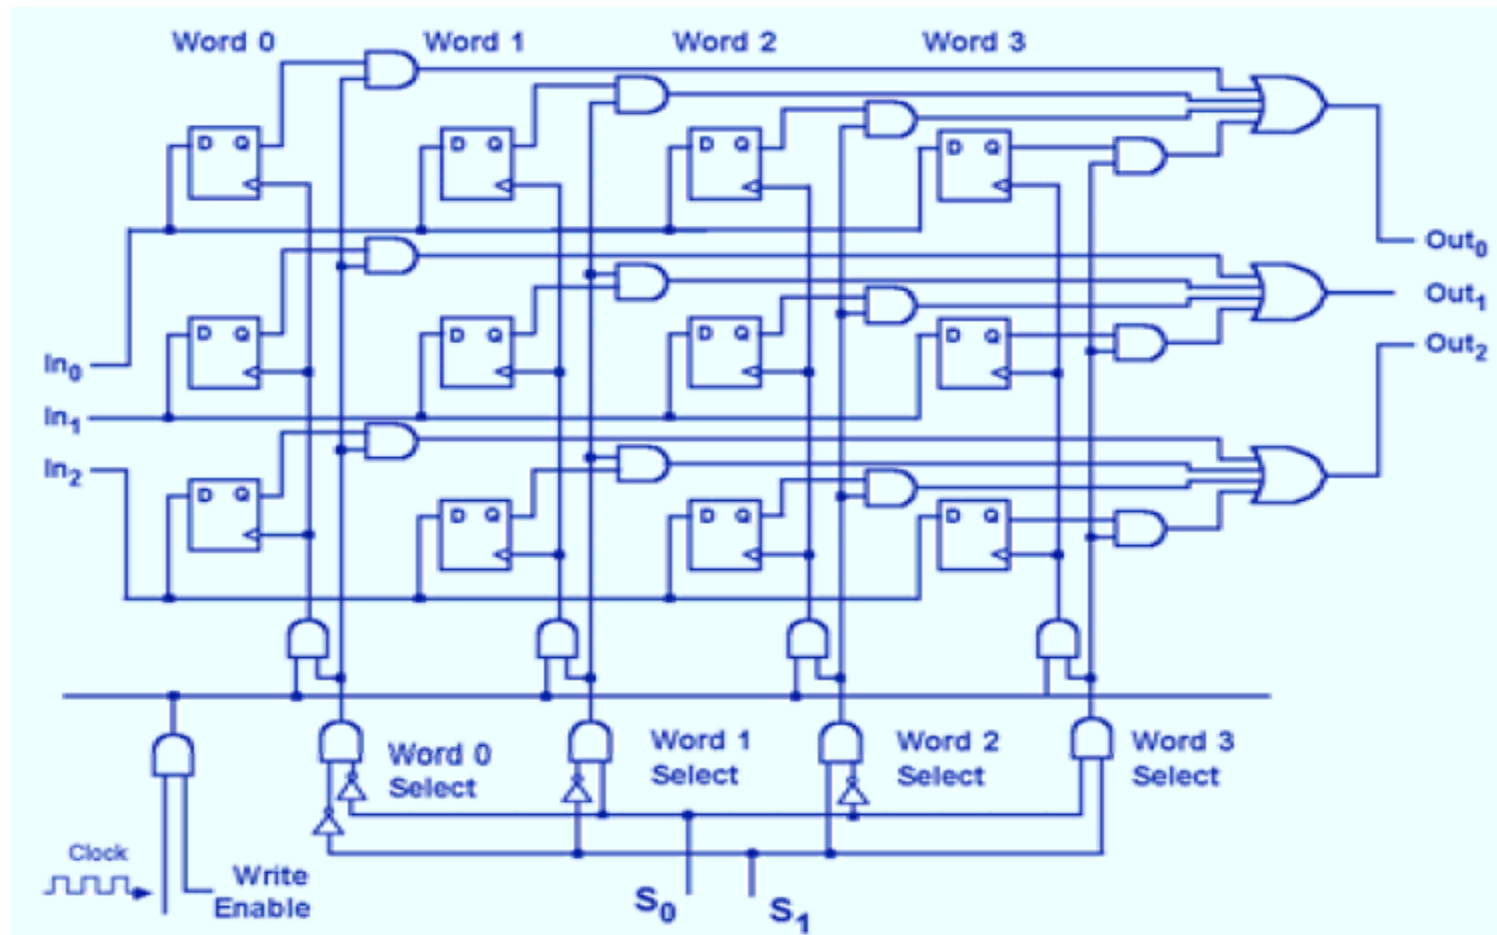 Word 0 Word 1 Word 2 Word 3
D Q D Q D Q D Q
Out₀
D Q D Q D Q D Q
Out₁
Out₂
In₀
In₁
In₂
D Q D Q D Q D Q
Word 0
Select
Word 1
Select
Word 2
Select
Word 3
Select
Clock
Write
Enable
S₀
S₁